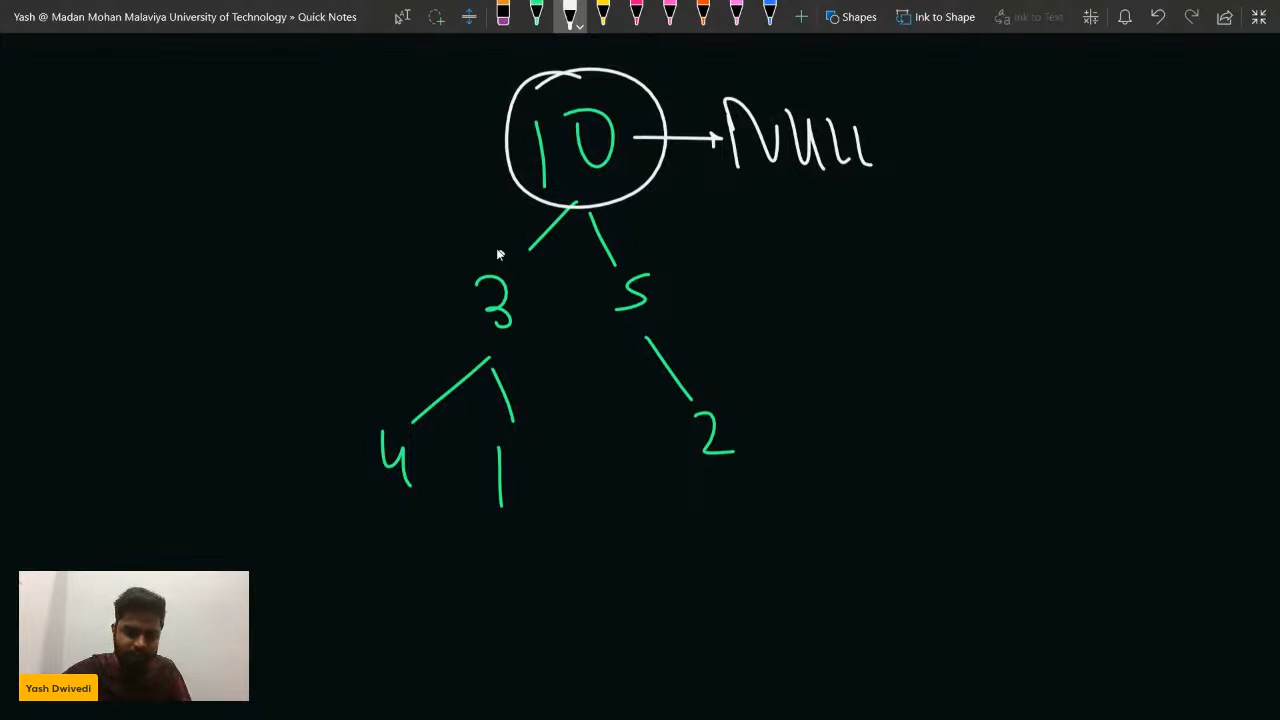 Yash @ Madan Mohan Malaviya University of Technology » Quick Notes
Shapes
Ink to Shape
Ink to Text
10 → NULL
3 5
4 1 2
Yash Dwivedi